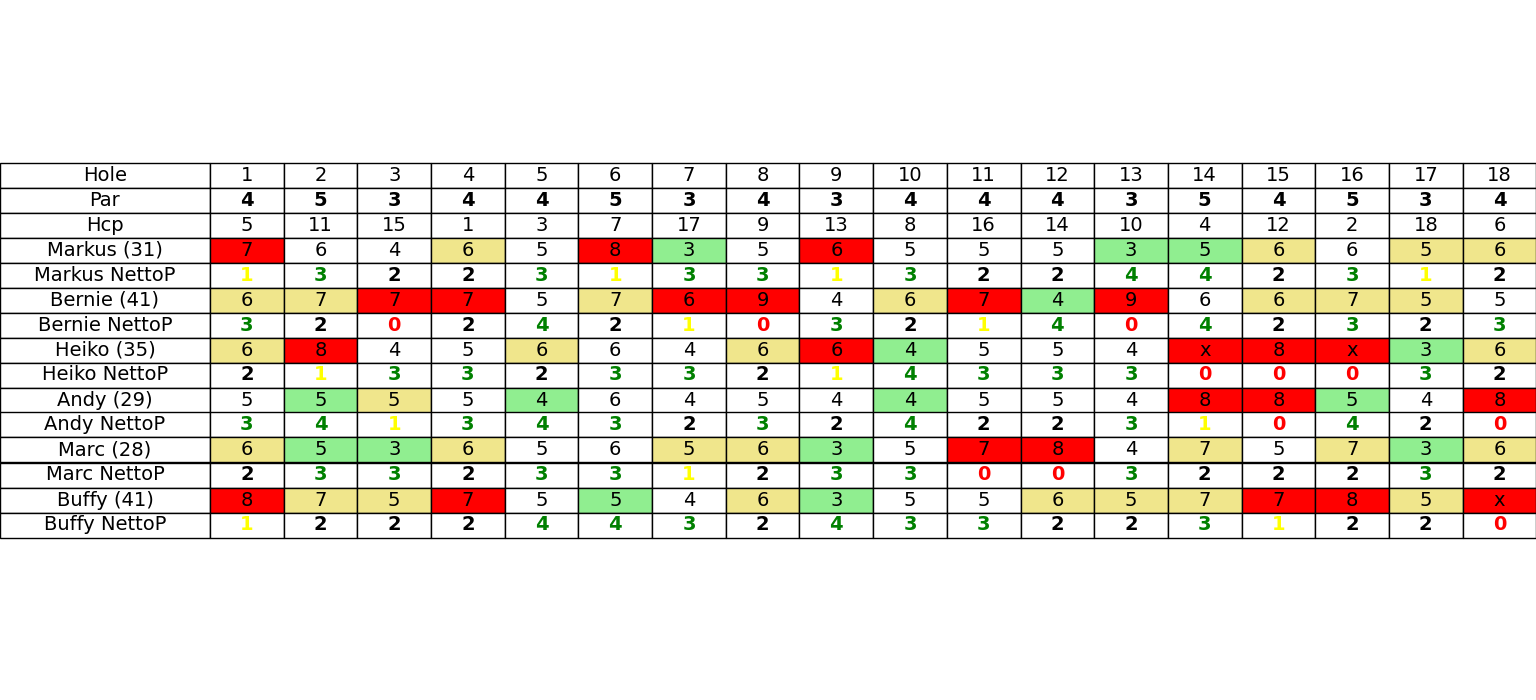 Hole 1 2 3 4 5 6 7 8 9 10 11 12 13 14 15 16 17 18
Par 4 5 3 4 4 5 3 4 3 4 4 4 3 5 4 5 3 4
Hcp 5 11 15 1 3 7 17 9 13 8 16 14 10 4 12 2 18 6
Markus (31) 7 6 4 6 5 8 3 5 6 5 5 5 3 5 6 6 5 6
Markus NettoP 1 3 2 2 3 1 3 3 1 3 2 2 4 4 2 3 1 2
Bernie (41) 6 7 7 7 5 7 6 9 4 6 7 4 9 6 6 7 5 5
Bernie NettoP 3 2 0 2 4 2 1 0 3 2 1 4 0 4 2 3 2 3
Heiko (35) 6 8 4 5 6 6 4 6 6 4 5 5 4 x 8 x 3 6
Heiko NettoP 2 1 3 3 2 3 3 2 1 4 3 3 3 0 0 0 3 2
Andy (29) 5 5 5 5 4 6 4 5 4 4 5 5 4 8 8 5 4 8
Andy NettoP 3 4 1 3 4 3 2 3 2 4 2 2 3 1 0 4 2 0
Marc (28) 6 5 3 6 5 6 5 6 3 5 7 8 4 7 5 7 3 6
Marc NettoP 2 3 3 2 3 3 1 2 3 3 0 0 3 2 2 2 3 2
Buffy (41) 8 7 5 7 5 5 4 6 3 5 5 6 5 7 7 8 5 x
Buffy NettoP 1 2 2 2 4 4 3 2 4 3 3 2 2 3 1 2 2 0